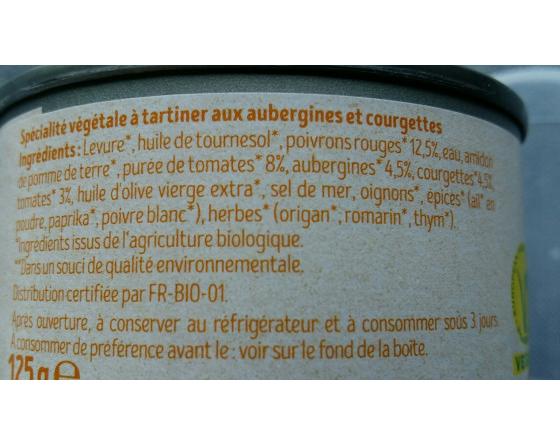 Spécialité végétale à tartiner aux aubergines et courgettes
Ingrédients : Levure*, huile de tournesol*, poivrons rouges* 12,5%, eau, amidon
de pomme de terre*, purée de tomates* 8%, aubergines* 4,5%, courgettes* 4,5%,
tomates* 3%, huile d'olive vierge extra*, sel de mer, oignons*, épices* (ail* en
poudre, paprika*, poivre blanc*), herbes* (origan*, romarin*, thym*).
*Ingrédients issus de l'agriculture biologique.
**Dans un souci de qualité environnementale.
Distribution certifiée par FR-BIO-01.
Après ouverture, à conserver au réfrigérateur et à consommer sous 3 jours.
A consommer de préférence avant le : voir sur le fond de la boîte.
125g e